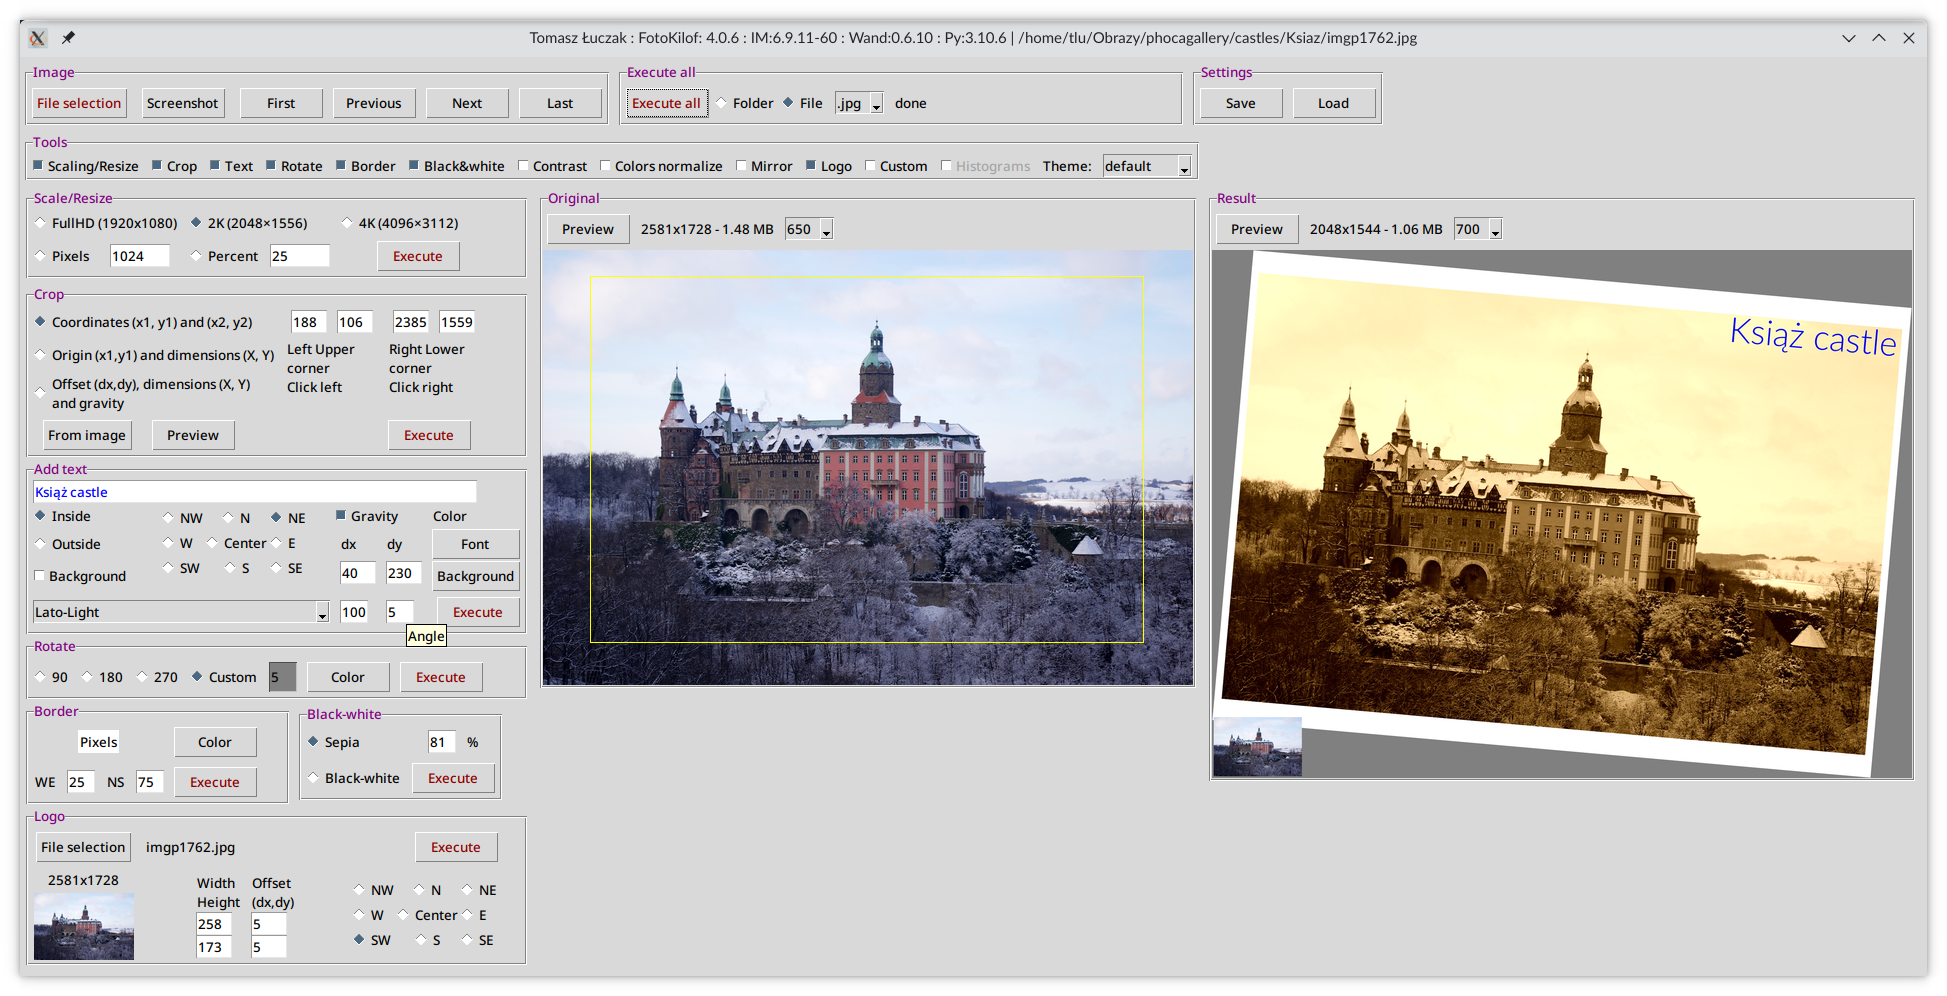 Tomasz Łuczak : FotoKilof: 4.0.6 : IM:6.9.11-60 : Wand:0.6.10 : Py:3.10.6 | /home/tlu/Obrazy/phocagallery/castles/Ksiaz/imgp1762.jpg
Image
File selection Screenshot First Previous Next Last
Execute all
Execute all Folder File .jpg done
Settings
Save Load
Tools
Scaling/Resize Crop Text Rotate Border Black&white Contrast Colors normalize Mirror Logo Custom Histograms Theme: default
Scale/Resize
FullHD (1920x1080) 2K (2048×1556) 4K (4096×3112)
Pixels 1024 Percent 25 Execute
Crop
Coordinates (x1, y1) and (x2, y2) 188 106 2385 1559
Origin (x1,y1) and dimensions (X, Y)
Offset (dx,dy), dimensions (X, Y)
and gravity
Left Upper
corner
Click left
Right Lower
corner
Click right
From image Preview Execute
Add text
Książ castle
Inside NW N NE Gravity Color
Outside W Center E dx dy Font
Background SW S SE 40 230 Background
Lato-Light 100 5 Execute
Angle
Rotate
90 180 270 Custom 5 Color Execute
Border
Pixels Color
WE 25 NS 75 Execute
Black-white
Sepia 81 %
Black-white Execute
Logo
File selection imgp1762.jpg Execute
2581x1728
Width
Height
258
173
Offset
(dx,dy)
5
5
NW N NE
W Center E
SW S SE
Original
Preview 2581x1728 - 1.48 MB 650
Result
Preview 2048x1544 - 1.06 MB 700
Książ castle